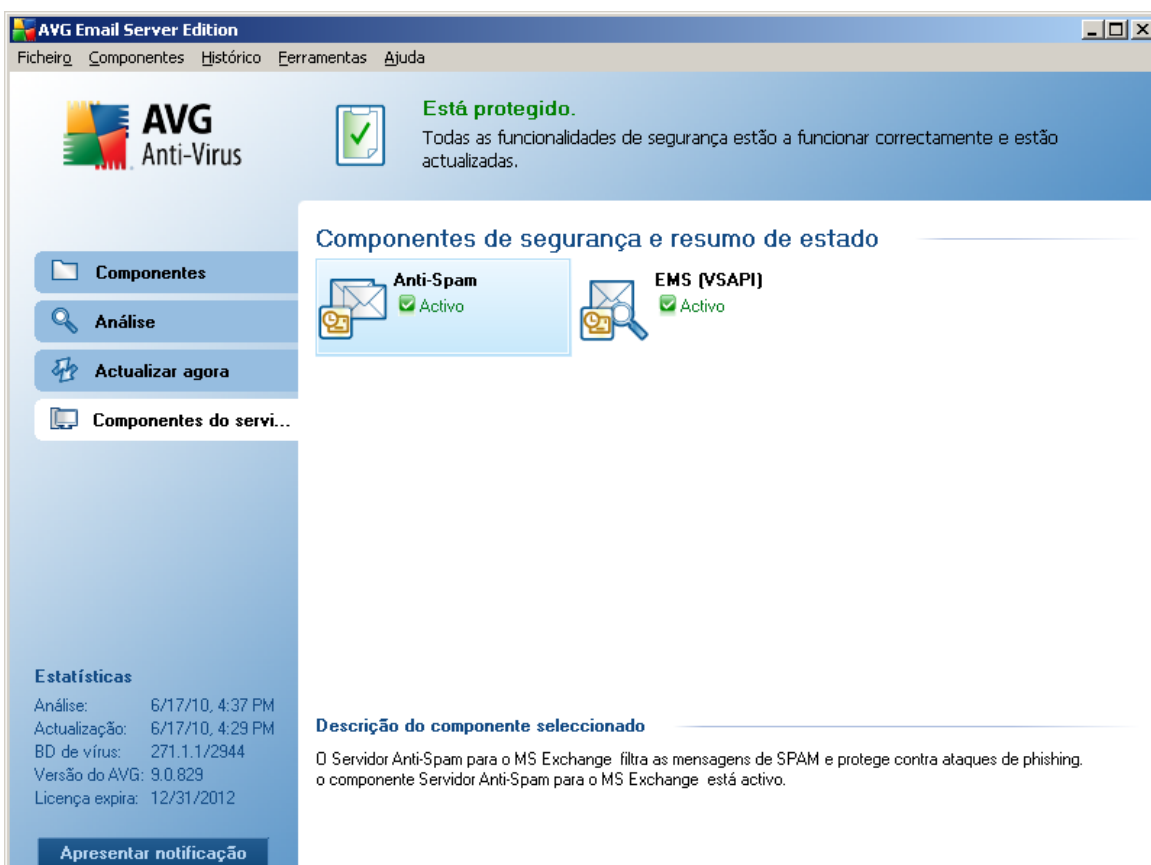 AVG Email Server Edition
Ficheiro Componentes Histórico Ferramentas Ajuda
AVG
Anti-Virus
Está protegido.
Todas as funcionalidades de segurança estão a funcionar correctamente e estão
actualizadas.
Componentes
Análise
Actualizar agora
Componentes do servi...
Componentes de segurança e resumo de estado
Anti-Spam
Activo
EMS (VSAPI)
Activo
Estatísticas
Análise: 6/17/10, 4:37 PM
Actualização: 6/17/10, 4:29 PM
BD de vírus: 271.1.1/2944
Versão do AVG: 9.0.829
Licença expira: 12/31/2012
Apresentar notificação
Descrição do componente seleccionado
O Servidor Anti-Spam para o MS Exchange filtra as mensagens de SPAM e protege contra ataques de phishing.
o componente Servidor Anti-Spam para o MS Exchange está activo.